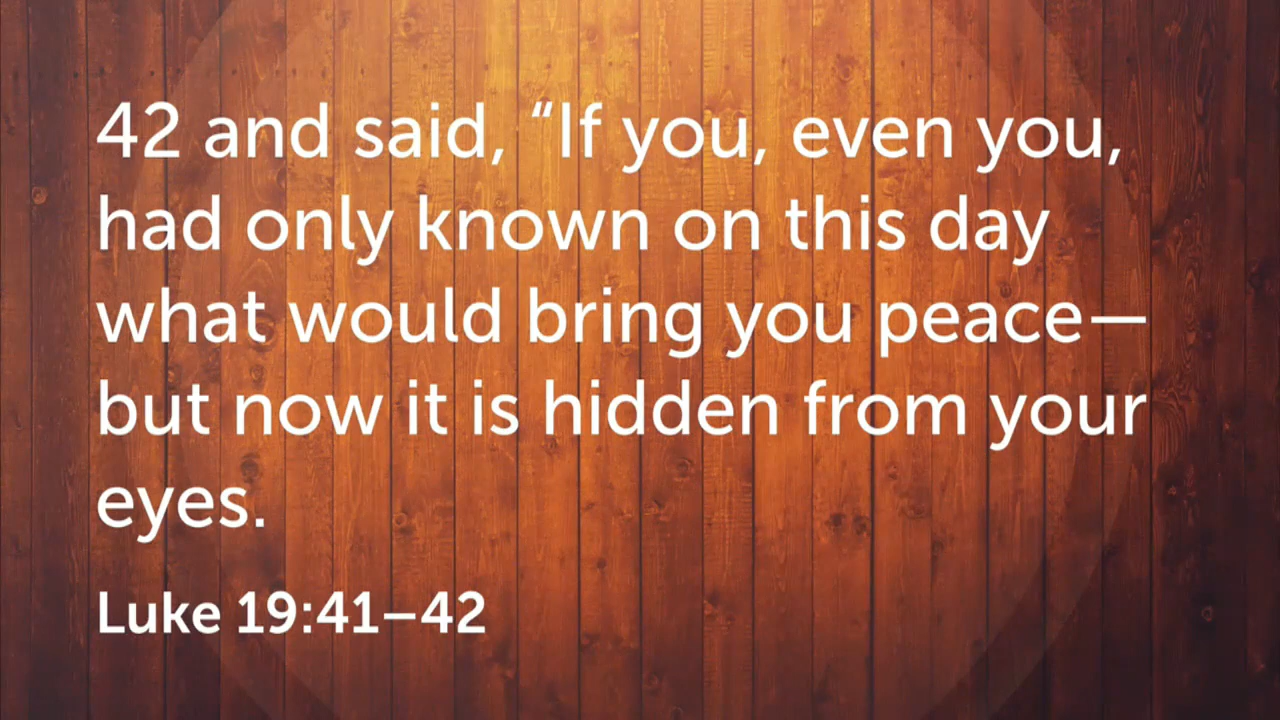 42 and said, “If you, even you,
had only known on this day
what would bring you peace—
but now it is hidden from your
eyes.
Luke 19:41–42